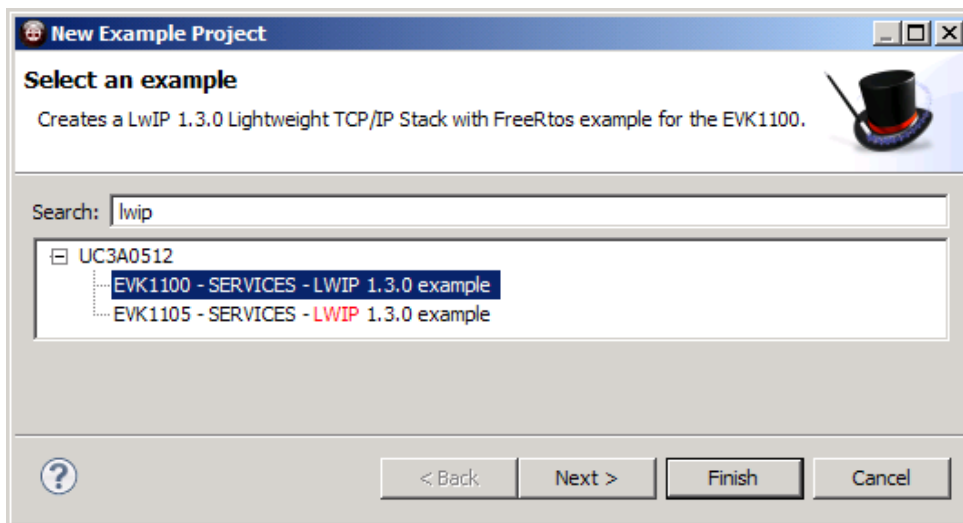 New Example Project
Select an example
Creates a LwIP 1.3.0 Lightweight TCP/IP Stack with FreeRtos example for the EVK1100.
Search: lwip
UC3A0512
EVK1100 - SERVICES - LWIP 1.3.0 example
EVK1105 - SERVICES - LWIP 1.3.0 example
? < Back Next > Finish Cancel